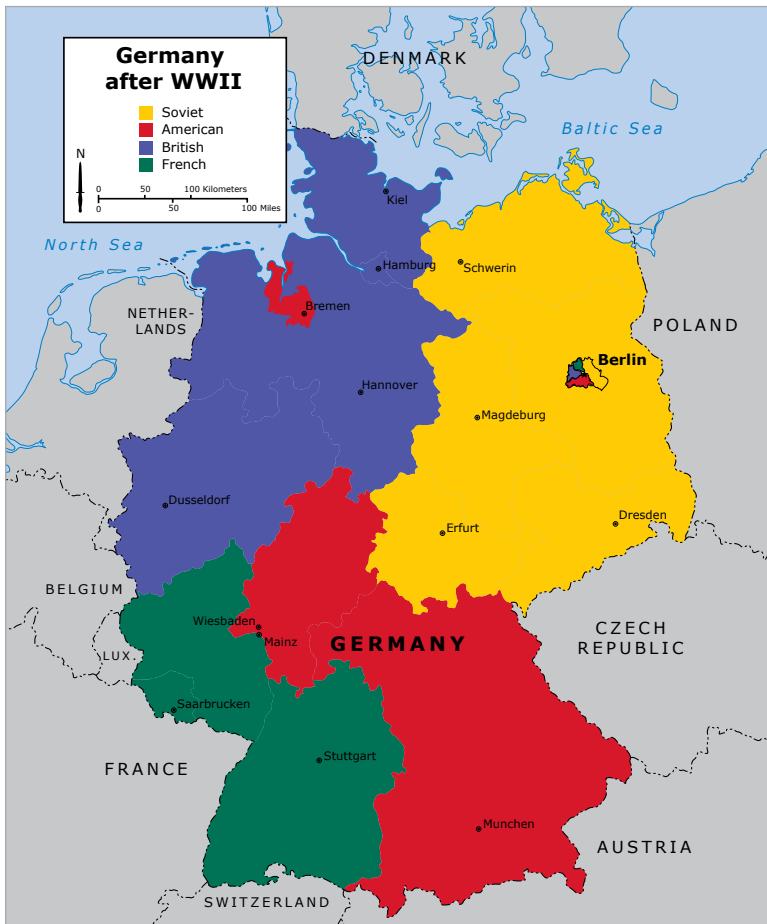 Germany
after WWII
Soviet
American
British
French
N
0 50 100 Kilometers
0 50 100 Miles
DENMARK
Baltic Sea
North Sea
Kiel
Hamburg
Schwerin
NETHER-
LANDS
Bremen
POLAND
Berlin
Hannover
Magdeburg
Dusseldorf
Dresden
Erfurt
BELGIUM
Wiesbaden
Mainz
GERMANY
CZECH
REPUBLIC
LUX.
Saarbrucken
Stuttgart
FRANCE
Munchen
AUSTRIA
SWITZERLAND